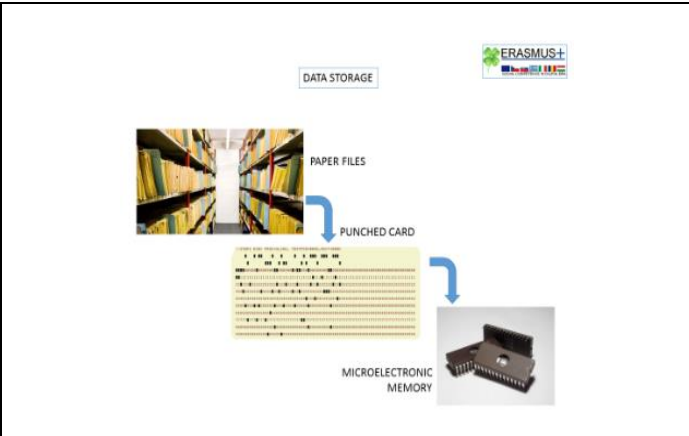 ERASMUS+
DATA STORAGE
PAPER FILES
PUNCHED CARD
MICROELECTRONIC
MEMORY